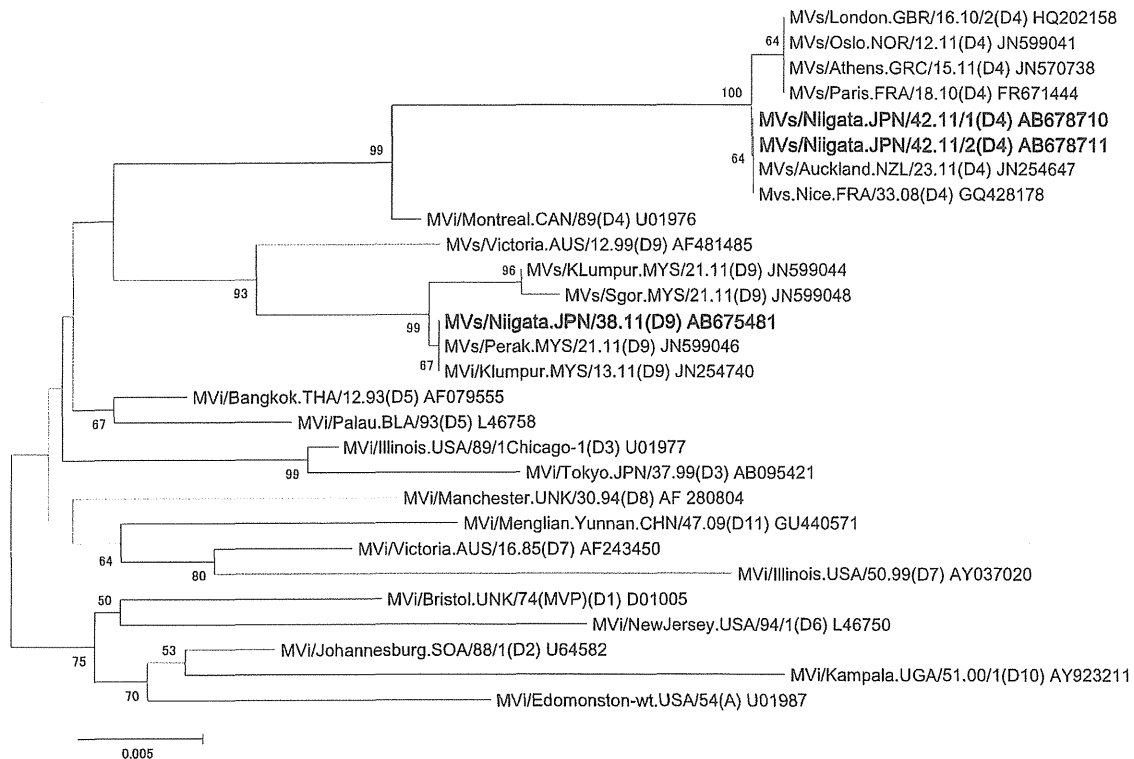 MVs/London.GBR/16.10/2(D4) HQ202158
64
MVs/Oslo.NOR/12.11(D4) JN599041
MVs/Athens.GRC/15.11(D4) JN570738
100
MVs/Paris.FRA/18.10(D4) FR671444
MVs/Niigata.JPN/42.11/1(D4) AB678710
99
MVs/Niigata.JPN/42.11/2(D4) AB678711
64
MVs/Auckland.NZL/23.11(D4) JN254647
Mvs.Nice.FRA/33.08(D4) GQ428178
MVi/Montreal.CAN/89(D4) U01976
MVs/Victoria.AUS/12.99(D9) AF481485
96
MVs/KLumpur.MYS/21.11(D9) JN599044
93
MVs/Sgor.MYS/21.11(D9) JN599048
99
MVs/Niigata.JPN/38.11(D9) AB675481
MVs/Perak.MYS/21.11(D9) JN599046
67
MVi/Klumpur.MYS/13.11(D9) JN254740
MVi/Bangkok.THA/12.93(D5) AF079555
67
MVi/Palau.BLA/93(D5) L46758
MVi/Illinois.USA/89/1Chicago-1(D3) U01977
99
MVi/Tokyo.JPN/37.99(D3) AB095421
MVi/Manchester.UNK/30.94(D8) AF 280804
MVi/Menglian.Yunnan.CHN/47.09(D11) GU440571
64
MVi/Victoria.AUS/16.85(D7) AF243450
80
MVi/Illinois.USA/50.99(D7) AY037020
50
MVi/Bristol.UNK/74(MVP)(D1) D01005
MVi/NewJersey.USA/94/1(D6) L46750
75
53
MVi/Johannesburg.SOA/88/1(D2) U64582
MVi/Kampala.UGA/51.00/1(D10) AY923211
70
MVi/Edomonston-wt.USA/54(A) U01987
0.005